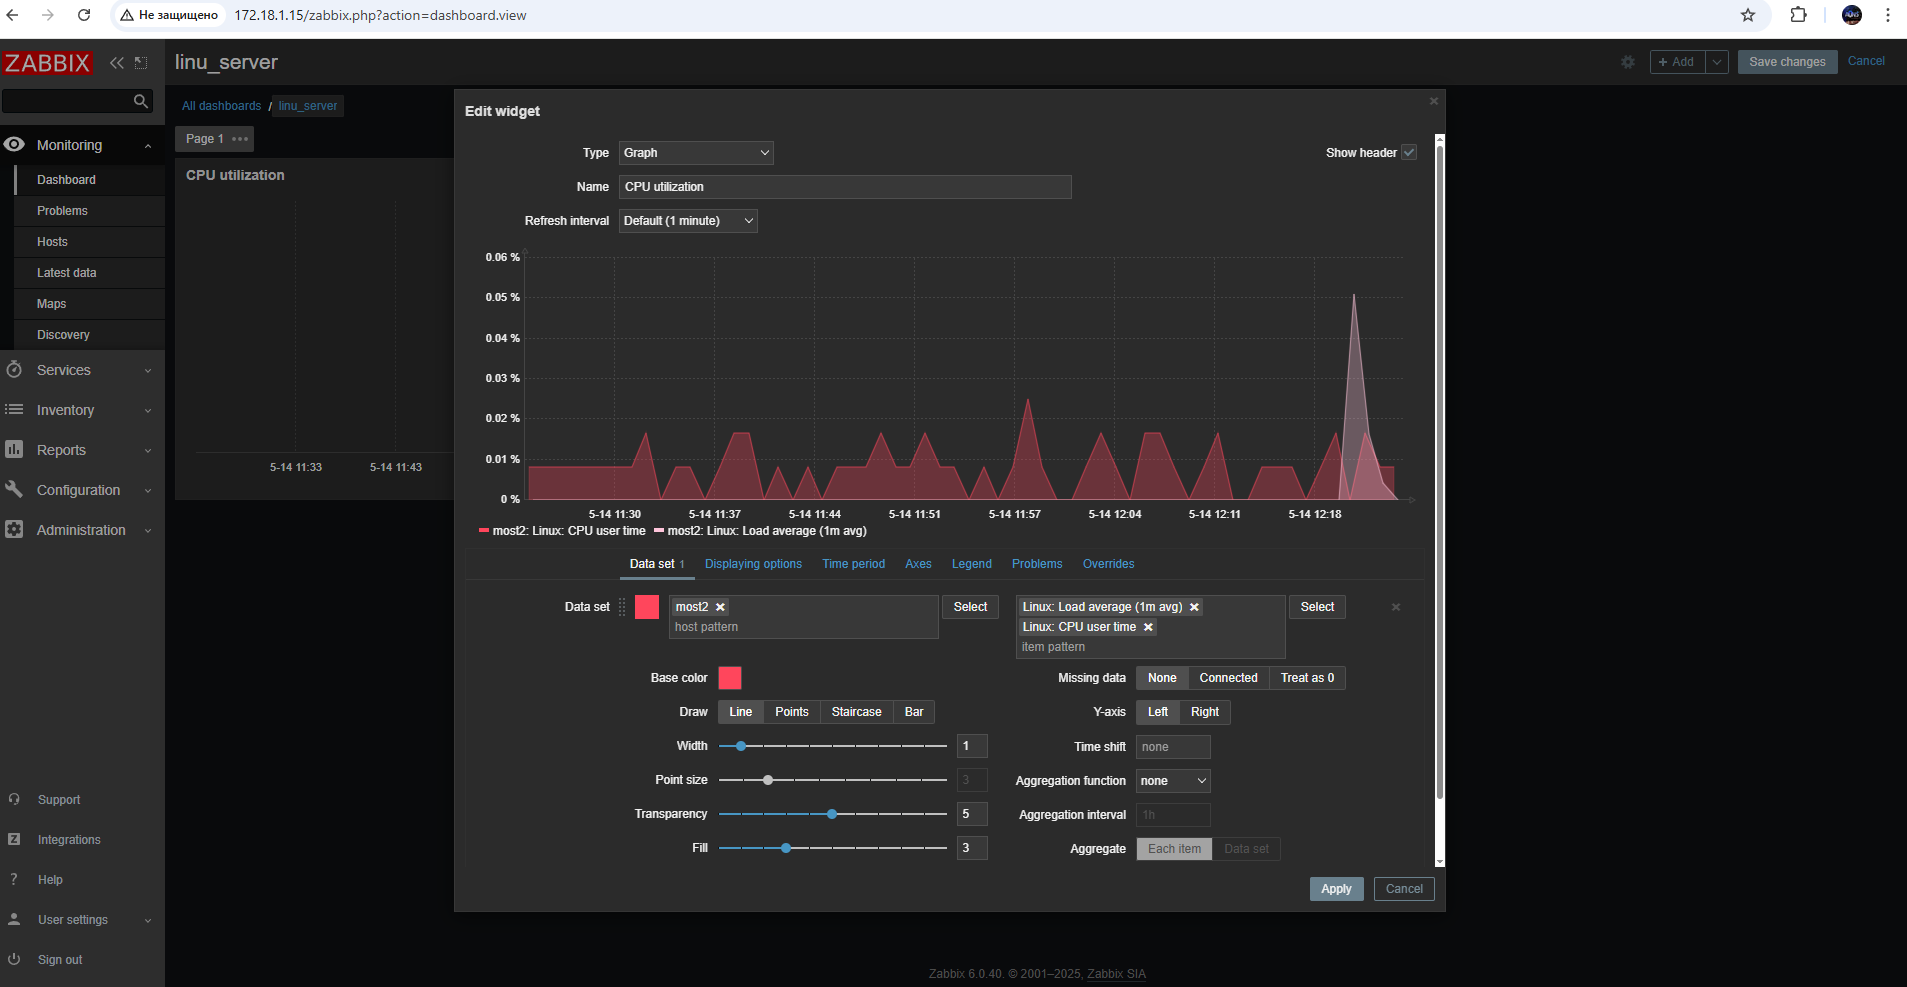 Не защищено 172.18.1.15/zabbix.php?action=dashboard.view
ZABBIX
linu_server
+ Add
Save changes
Cancel
All dashboards / linu_server
Page 1
CPU utilization
5-14 11:33 5-14 11:43
Monitoring
Dashboard
Problems
Hosts
Latest data
Maps
Discovery
Services
Inventory
Reports
Configuration
Administration
Support
Z Integrations
? Help
User settings
Sign out
Edit widget
Type Graph
Show header
Name CPU utilization
Refresh interval Default (1 minute)
0.06 %
0.05 %
0.04 %
0.03 %
0.02 %
0.01 %
0 %
5-14 11:30 5-14 11:37 5-14 11:44 5-14 11:51 5-14 11:57 5-14 12:04 5-14 12:11 5-14 12:18
most2: Linux: CPU user time most2: Linux: Load average (1m avg)
Data set 1 Displaying options Time period Axes Legend Problems Overrides
Data set most2 Select Linux: Load average (1m avg) Select
host pattern Linux: CPU user time
item pattern
Base color Missing data None Connected Treat as 0
Draw Line Points Staircase Bar Y-axis Left Right
Width 1 Time shift none
Point size 3 Aggregation function none
Transparency 5 Aggregation interval 1h
Fill 3 Aggregate Each item Data set
Apply Cancel
Zabbix 6.0.40. © 2001–2025, Zabbix SIA